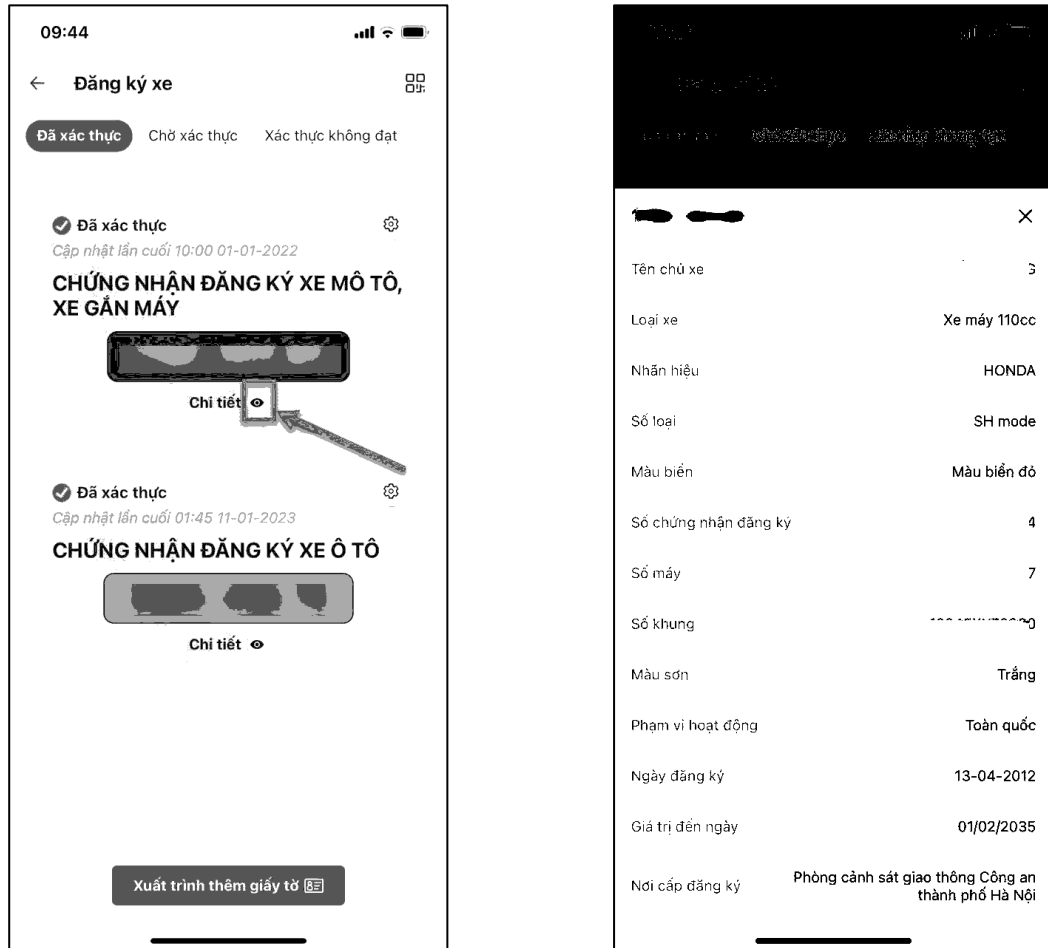 09:44
Đăng ký xe
Đã xác thực Chờ xác thực Xác thực không đạt
Đã xác thực
Cập nhật lần cuối 10:00 01-01-2022
CHỨNG NHẬN ĐĂNG KÝ XE MÔ TÔ,
XE GẮN MÁY
Chi tiết
Đã xác thực
Cập nhật lần cuối 01:45 11-01-2023
CHỨNG NHẬN ĐĂNG KÝ XE Ô TÔ
Chi tiết
Xuất trình thêm giấy tờ
Tên chủ xe
Loại xe Xe máy 110cc
Nhãn hiệu HONDA
Số loại SH mode
Màu biển Màu biển đỏ
Số chứng nhận đăng ký 4
Số máy 7
Số khung
Màu sơn Trắng
Phạm vi hoạt động Toàn quốc
Ngày đăng ký 13-04-2012
Giá trị đến ngày 01/02/2035
Nơi cấp đăng ký Phòng cảnh sát giao thông Công an
thành phố Hà Nội